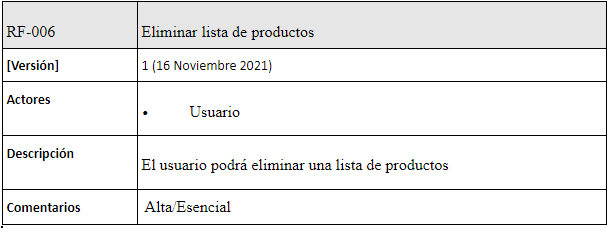 RF-006 Eliminar lista de productos
[Versión] 1 (16 Noviembre 2021)
Actores
• Usuario
Descripción
El usuario podrá eliminar una lista de productos
Comentarios Alta/Esencial